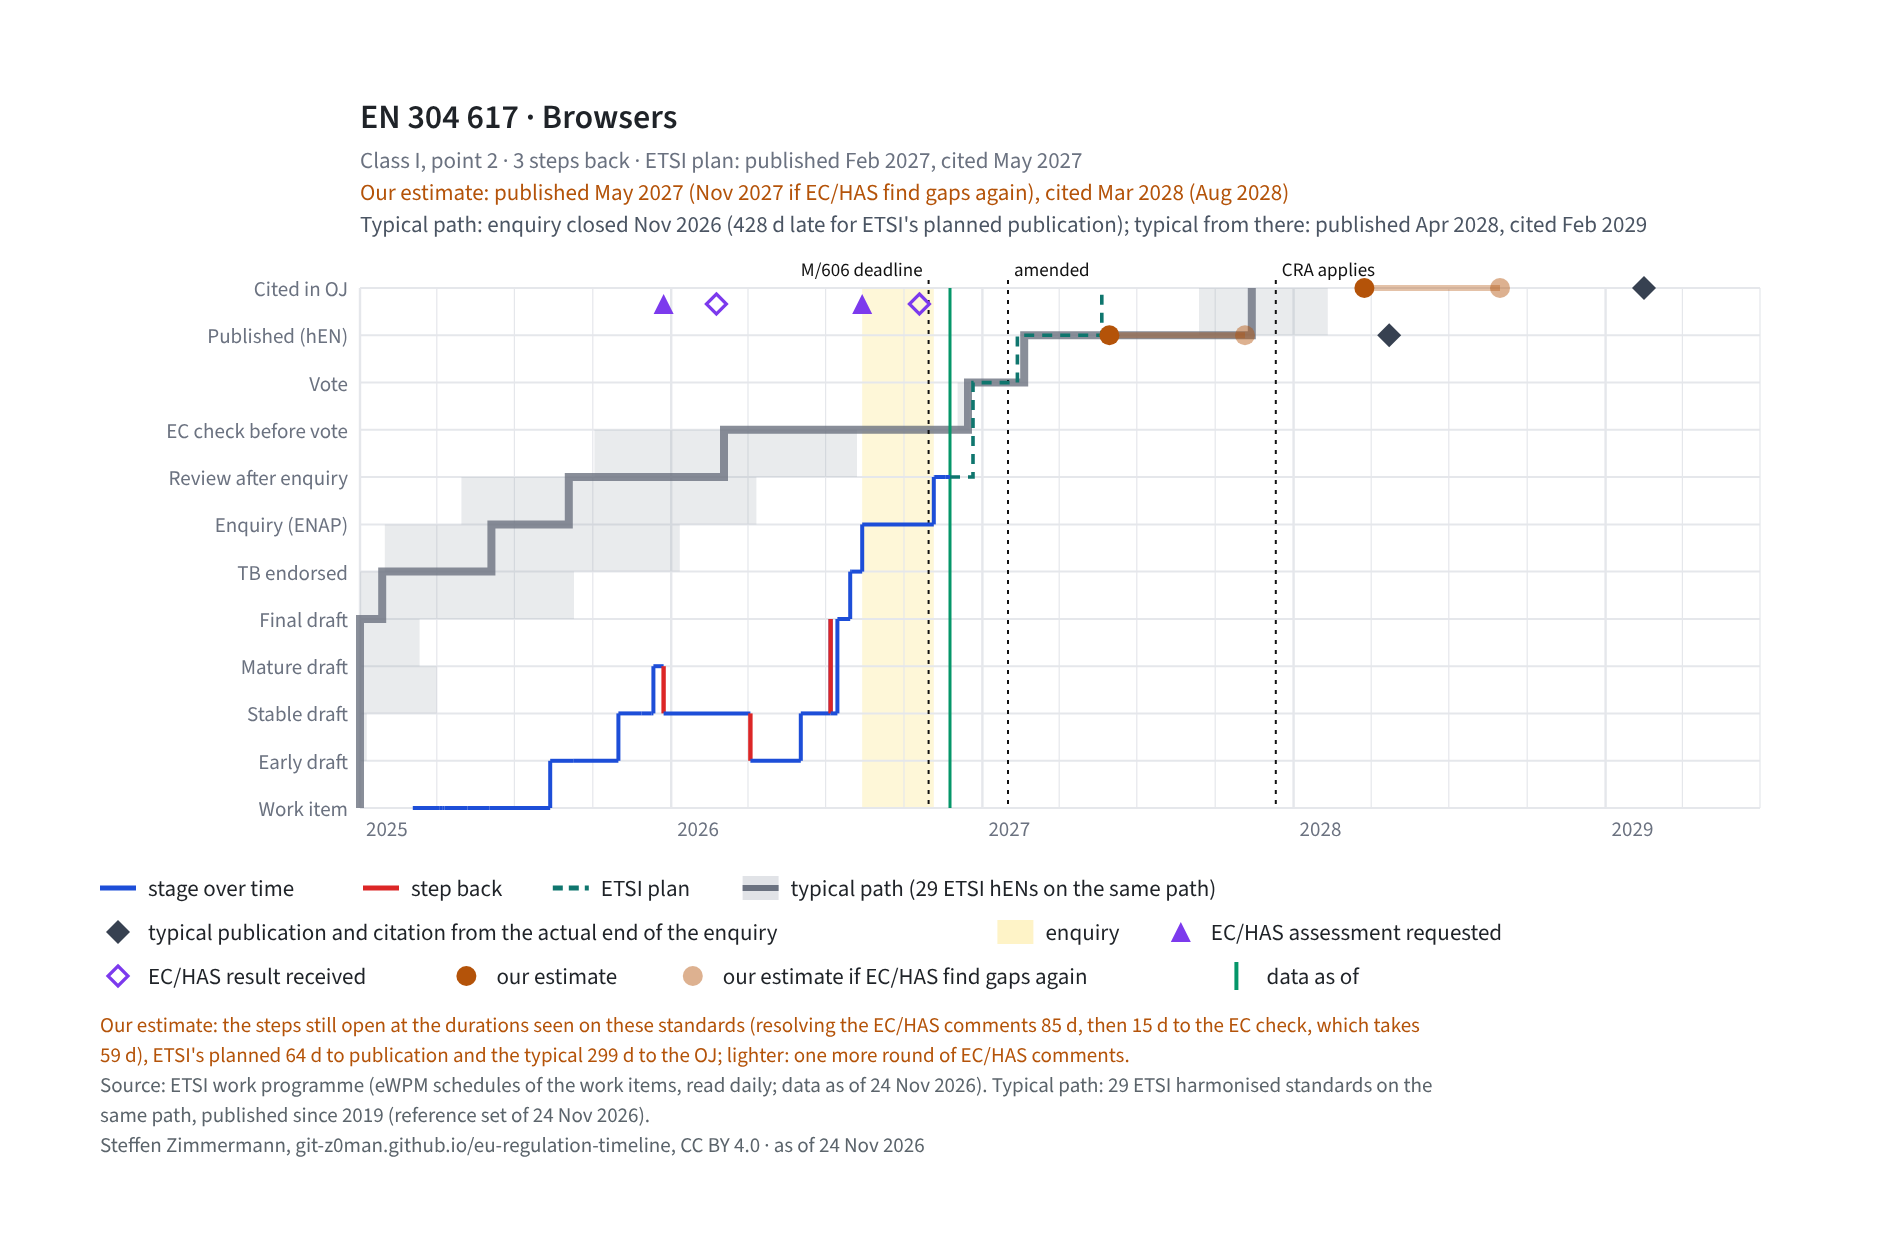 EN 304 617 · Browsers
Class I, point 2 · 3 steps back · ETSI plan: published Feb 2027, cited May 2027
Our estimate: published May 2027 (Nov 2027 if EC/HAS find gaps again), cited Mar 2028 (Aug 2028)
Typical path: enquiry closed Nov 2026 (428 d late for ETSI's planned publication); typical from there: published Apr 2028, cited Feb 2029
M/606 deadline
amended
CRA applies
Cited in OJ
Published (hEN)
Vote
EC check before vote
Review after enquiry
Enquiry (ENAP)
TB endorsed
Final draft
Mature draft
Stable draft
Early draft
Work item
2025 2026 2027 2028 2029
stage over time step back ETSI plan typical path (29 ETSI hENs on the same path)
typical publication and citation from the actual end of the enquiry enquiry EC/HAS assessment requested
EC/HAS result received our estimate our estimate if EC/HAS find gaps again data as of
Our estimate: the steps still open at the durations seen on these standards (resolving the EC/HAS comments 85 d, then 15 d to the EC check, which takes
59 d), ETSI's planned 64 d to publication and the typical 299 d to the OJ; lighter: one more round of EC/HAS comments.
Source: ETSI work programme (eWPM schedules of the work items, read daily; data as of 24 Nov 2026). Typical path: 29 ETSI harmonised standards on the
same path, published since 2019 (reference set of 24 Nov 2026).
Steffen Zimmermann, git-z0man.github.io/eu-regulation-timeline, CC BY 4.0 · as of 24 Nov 2026